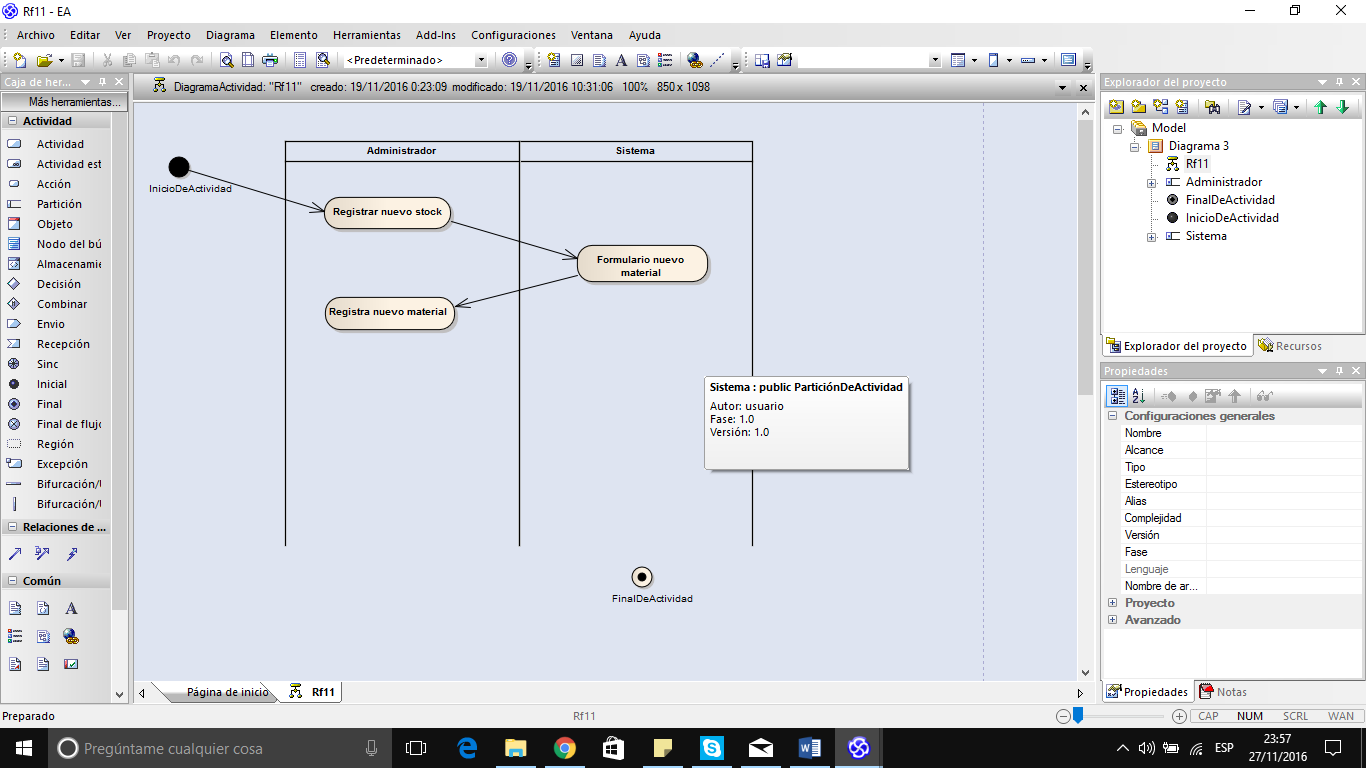 Rf11 - EA
Archivo Editar Ver Proyecto Diagrama Elemento Herramientas Add-Ins Configuraciones Ventana Ayuda
<Predeterminado>
Caja de her...
Más herramientas...
Actividad
Actividad
Actividad est
Acción
Partición
Objeto
Nodo del bú
Almacenamie
Decisión
Combinar
Envio
Recepción
Sinc
Inicial
Final
Final de flujo
Región
Excepción
Bifurcación/U
Bifurcación/U
Relaciones de ...
Común
DiagramaActividad: "Rf11" creado: 19/11/2016 0:23:09 modificado: 19/11/2016 10:31:06 100% 850 x 1098
Administrador Sistema
InicioDeActividad
Registrar nuevo stock
Formulario nuevo
material
Registra nuevo material
Sistema : public ParticiónDeActividad
Autor: usuario
Fase: 1.0
Versión: 1.0
FinalDeActividad
Página de inicio Rf11
Explorador del proyecto
Model
Diagrama 3
Rf11
Administrador
FinalDeActividad
InicioDeActividad
Sistema
Explorador del proyecto Recursos
Propiedades
Configuraciones generales
Nombre
Alcance
Tipo
Estereotipo
Alias
Complejidad
Versión
Fase
Lenguaje
Nombre de ar...
Proyecto
Avanzado
Propiedades Notas
Preparado Rf11 CAP NUM SCRL WAN
Pregúntame cualquier cosa
ESP
23:57
27/11/2016